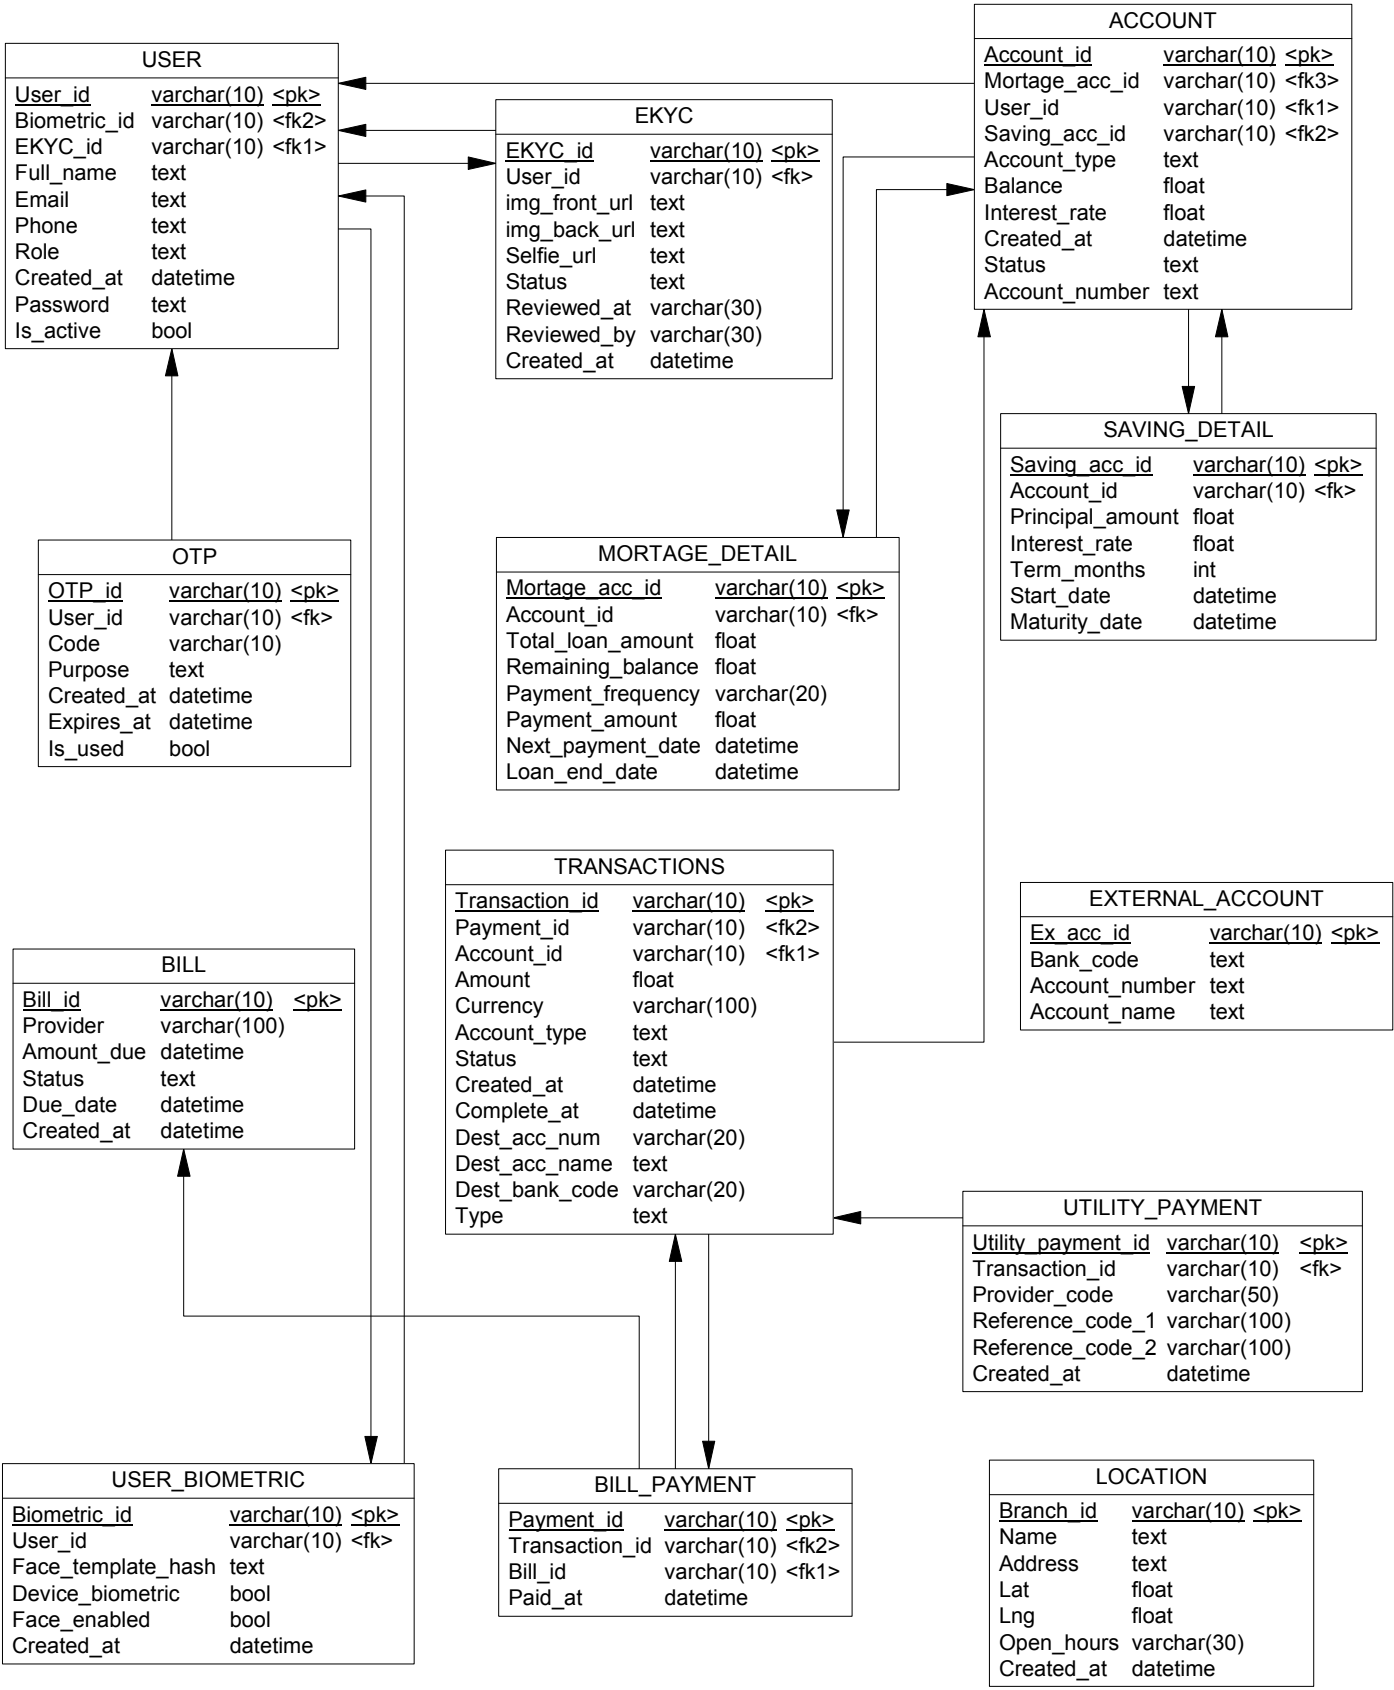 USER
User_id varchar(10) <pk>
Biometric_id varchar(10) <fk2>
EKYC_id varchar(10) <fk1>
Full_name text
Email text
Phone text
Role text
Created_at datetime
Password text
Is_active bool
EKYC
EKYC_id varchar(10) <pk>
User_id varchar(10) <fk>
img_front_url text
img_back_url text
Selfie_url text
Status text
Reviewed_at varchar(30)
Reviewed_by varchar(30)
Created_at datetime
ACCOUNT
Account_id varchar(10) <pk>
Mortage_acc_id varchar(10) <fk3>
User_id varchar(10) <fk1>
Saving_acc_id varchar(10) <fk2>
Account_type text
Balance float
Interest_rate float
Created_at datetime
Status text
Account_number text
SAVING_DETAIL
Saving_acc_id varchar(10) <pk>
Account_id varchar(10) <fk>
Principal_amount float
Interest_rate float
Term_months int
Start_date datetime
Maturity_date datetime
OTP
OTP_id varchar(10) <pk>
User_id varchar(10) <fk>
Code varchar(10)
Purpose text
Created_at datetime
Expires_at datetime
Is_used bool
MORTAGE_DETAIL
Mortage_acc_id varchar(10) <pk>
Account_id varchar(10) <fk>
Total_loan_amount float
Remaining_balance float
Payment_frequency varchar(20)
Payment_amount float
Next_payment_date datetime
Loan_end_date datetime
TRANSACTIONS
Transaction_id varchar(10) <pk>
Payment_id varchar(10) <fk2>
Account_id varchar(10) <fk1>
Amount float
Currency varchar(100)
Account_type text
Status text
Created_at datetime
Complete_at datetime
Dest_acc_num varchar(20)
Dest_acc_name text
Dest_bank_code varchar(20)
Type text
EXTERNAL_ACCOUNT
Ex_acc_id varchar(10) <pk>
Bank_code text
Account_number text
Account_name text
BILL
Bill_id varchar(10) <pk>
Provider varchar(100)
Amount_due datetime
Status text
Due_date datetime
Created_at datetime
UTILITY_PAYMENT
Utility_payment_id varchar(10) <pk>
Transaction_id varchar(10) <fk>
Provider_code varchar(50)
Reference_code_1 varchar(100)
Reference_code_2 varchar(100)
Created_at datetime
USER_BIOMETRIC
Biometric_id varchar(10) <pk>
User_id varchar(10) <fk>
Face_template_hash text
Device_biometric bool
Face_enabled bool
Created_at datetime
BILL_PAYMENT
Payment_id varchar(10) <pk>
Transaction_id varchar(10) <fk2>
Bill_id varchar(10) <fk1>
Paid_at datetime
LOCATION
Branch_id varchar(10) <pk>
Name text
Address text
Lat float
Lng float
Open_hours varchar(30)
Created_at datetime